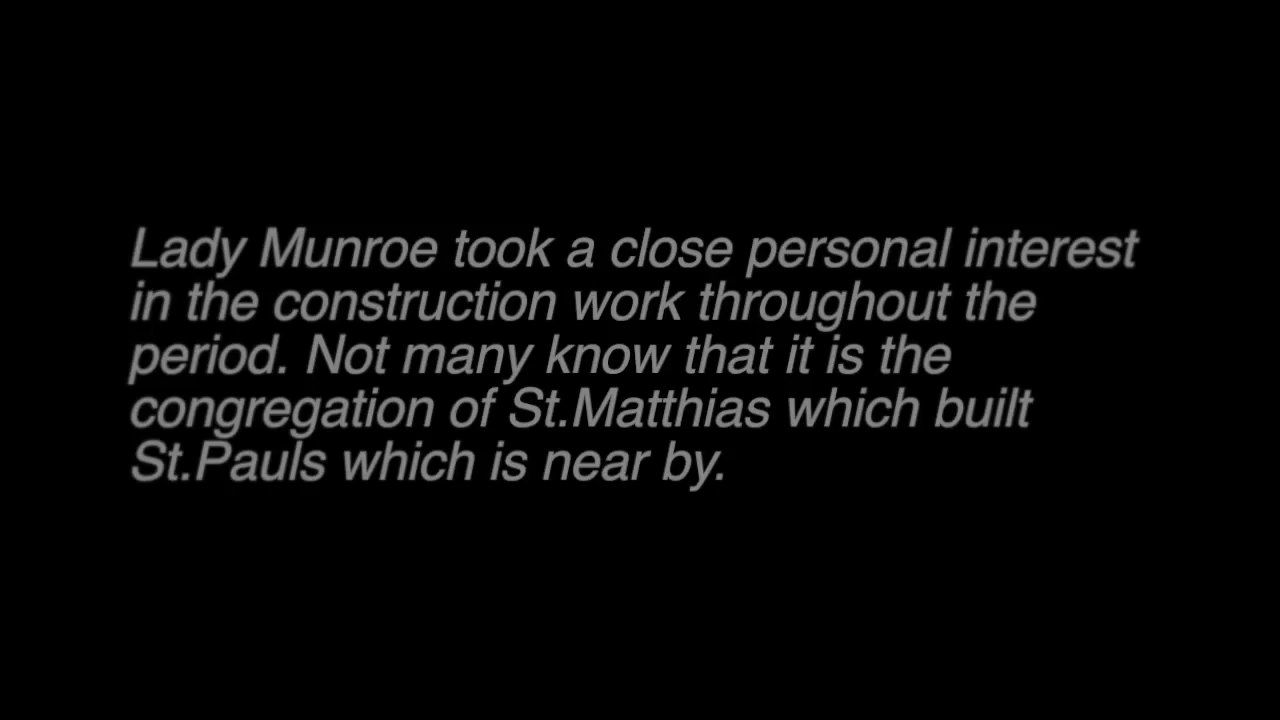 Lady Munroe took a close personal interest
in the construction work throughout the
period. Not many know that it is the
congregation of St.Matthias which built
St.Pauls which is near by.